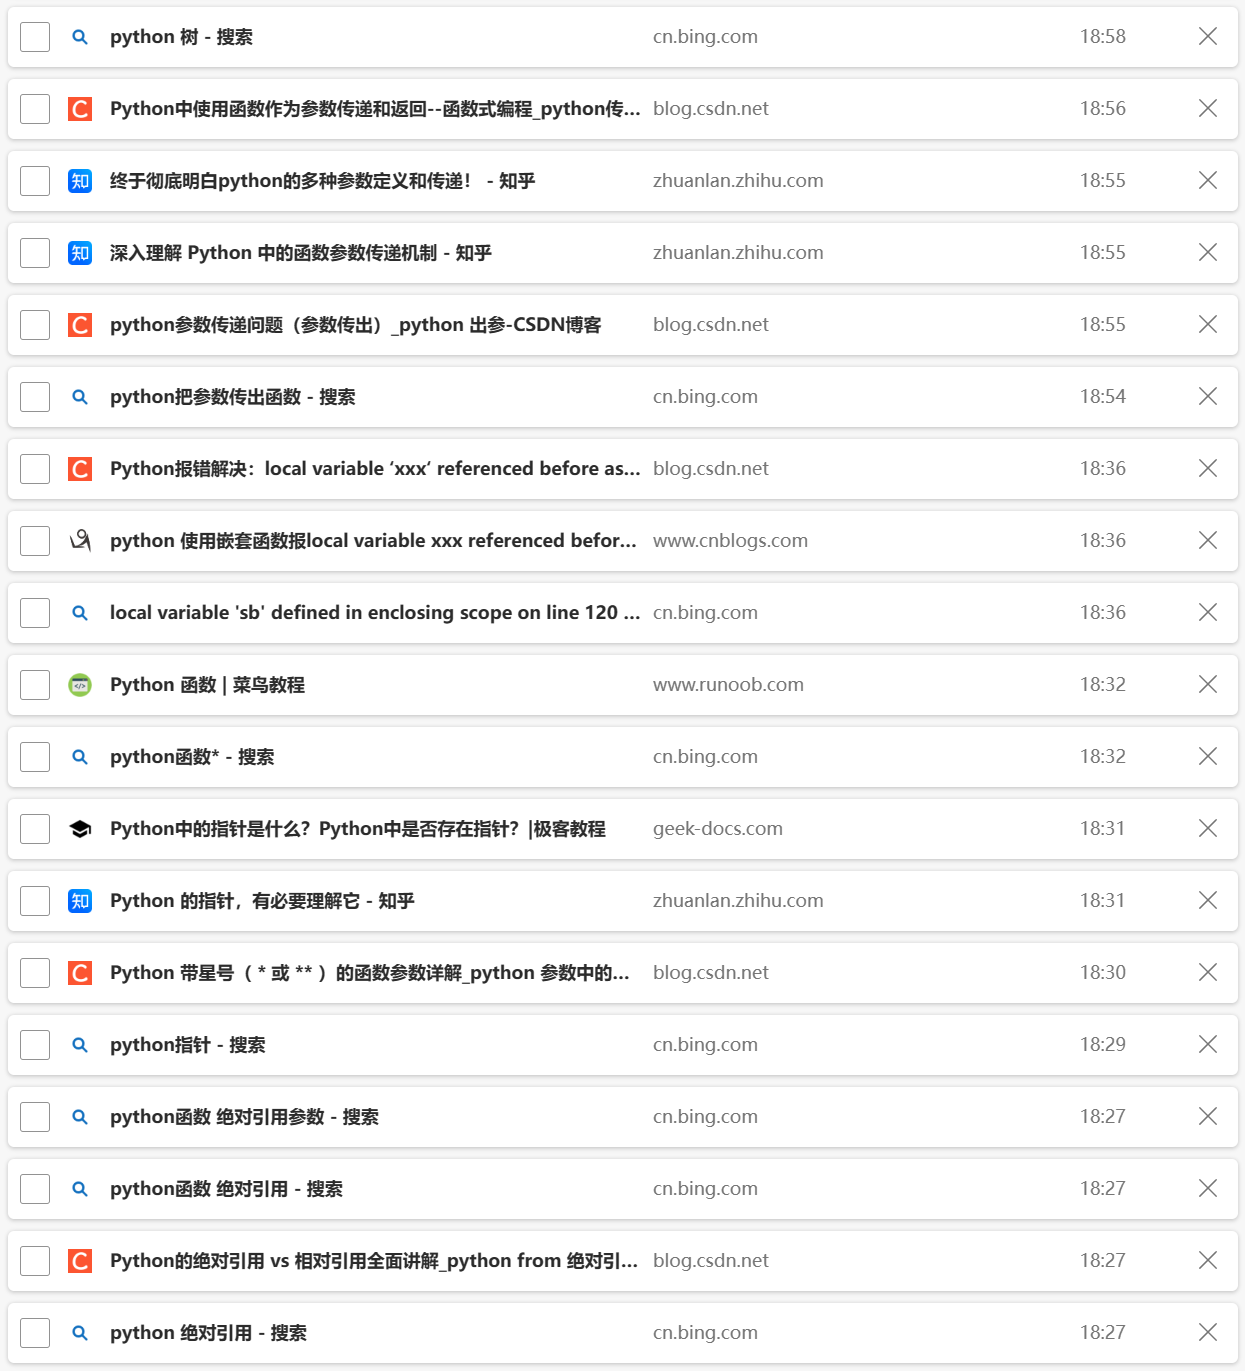 python 树 - 搜索 cn.bing.com 18:58
Python中使用函数作为参数传递和返回--函数式编程_python传... blog.csdn.net 18:56
知 终于彻底明白python的多种参数定义和传递！ - 知乎 zhuanlan.zhihu.com 18:55
知 深入理解 Python 中的函数参数传递机制 - 知乎 zhuanlan.zhihu.com 18:55
C python参数传递问题（参数传出）_python 出参-CSDN博客 blog.csdn.net 18:55
python把参数传出函数 - 搜索 cn.bing.com 18:54
C Python报错解决：local variable ‘xxx‘ referenced before as... blog.csdn.net 18:36
python 使用嵌套函数报local variable xxx referenced befor... www.cnblogs.com 18:36
local variable 'sb' defined in enclosing scope on line 120 ... cn.bing.com 18:36
Python 函数 | 菜鸟教程 www.runoob.com 18:32
python函数* - 搜索 cn.bing.com 18:32
Python中的指针是什么？Python中是否存在指针？|极客教程 geek-docs.com 18:31
知 Python 的指针，有必要理解它 - 知乎 zhuanlan.zhihu.com 18:31
C Python 带星号（ * 或 ** ）的函数参数详解_python 参数中的... blog.csdn.net 18:30
python指针 - 搜索 cn.bing.com 18:29
python函数 绝对引用参数 - 搜索 cn.bing.com 18:27
python函数 绝对引用 - 搜索 cn.bing.com 18:27
C Python的绝对引用 vs 相对引用全面讲解_python from 绝对引... blog.csdn.net 18:27
python 绝对引用 - 搜索 cn.bing.com 18:27